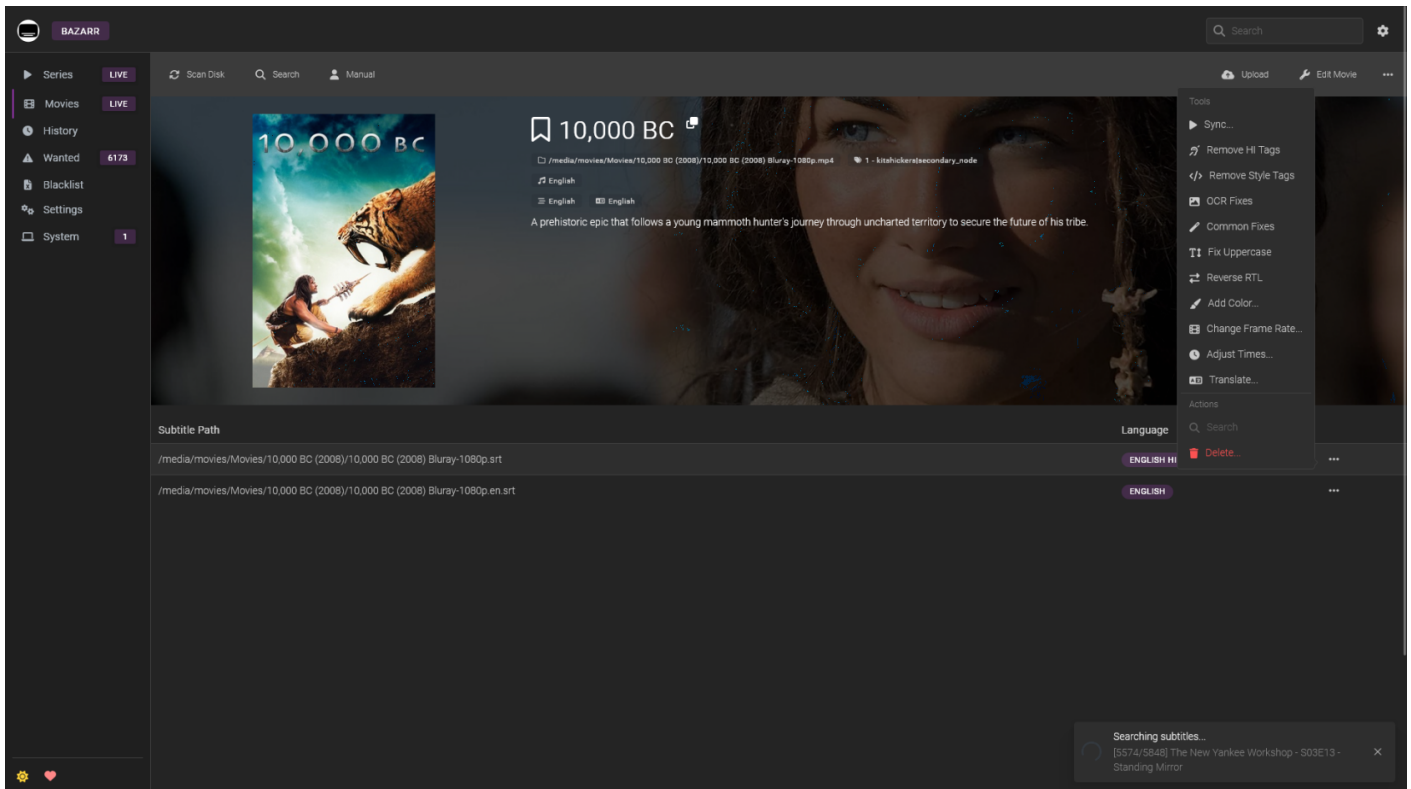 BAZARR
Search
Series LIVE
Movies LIVE
History
Wanted 6173
Blacklist
Settings
System 1
Scan Disk Search Manual
Upload Edit Movie
10,000 BC
10,000 BC
/media/movies/Movies/10,000 BC (2008)/10,000 BC (2008) Bluray-1080p.mp4 1 - kitshickers|secondary_node
English
English English
A prehistoric epic that follows a young mammoth hunter's journey through uncharted territory to secure the future of his tribe.
Tools
Sync...
Remove HI Tags
Remove Style Tags
OCR Fixes
Common Fixes
Fix Uppercase
Reverse RTL
Add Color...
Change Frame Rate...
Adjust Times...
Translate...
Actions
Search
Delete...
Subtitle Path Language
/media/movies/Movies/10,000 BC (2008)/10,000 BC (2008) Bluray-1080p.srt ENGLISH HI
/media/movies/Movies/10,000 BC (2008)/10,000 BC (2008) Bluray-1080p.en.srt ENGLISH
Searching subtitles...
[5574/5848] The New Yankee Workshop - S03E13 -
Standing Mirror